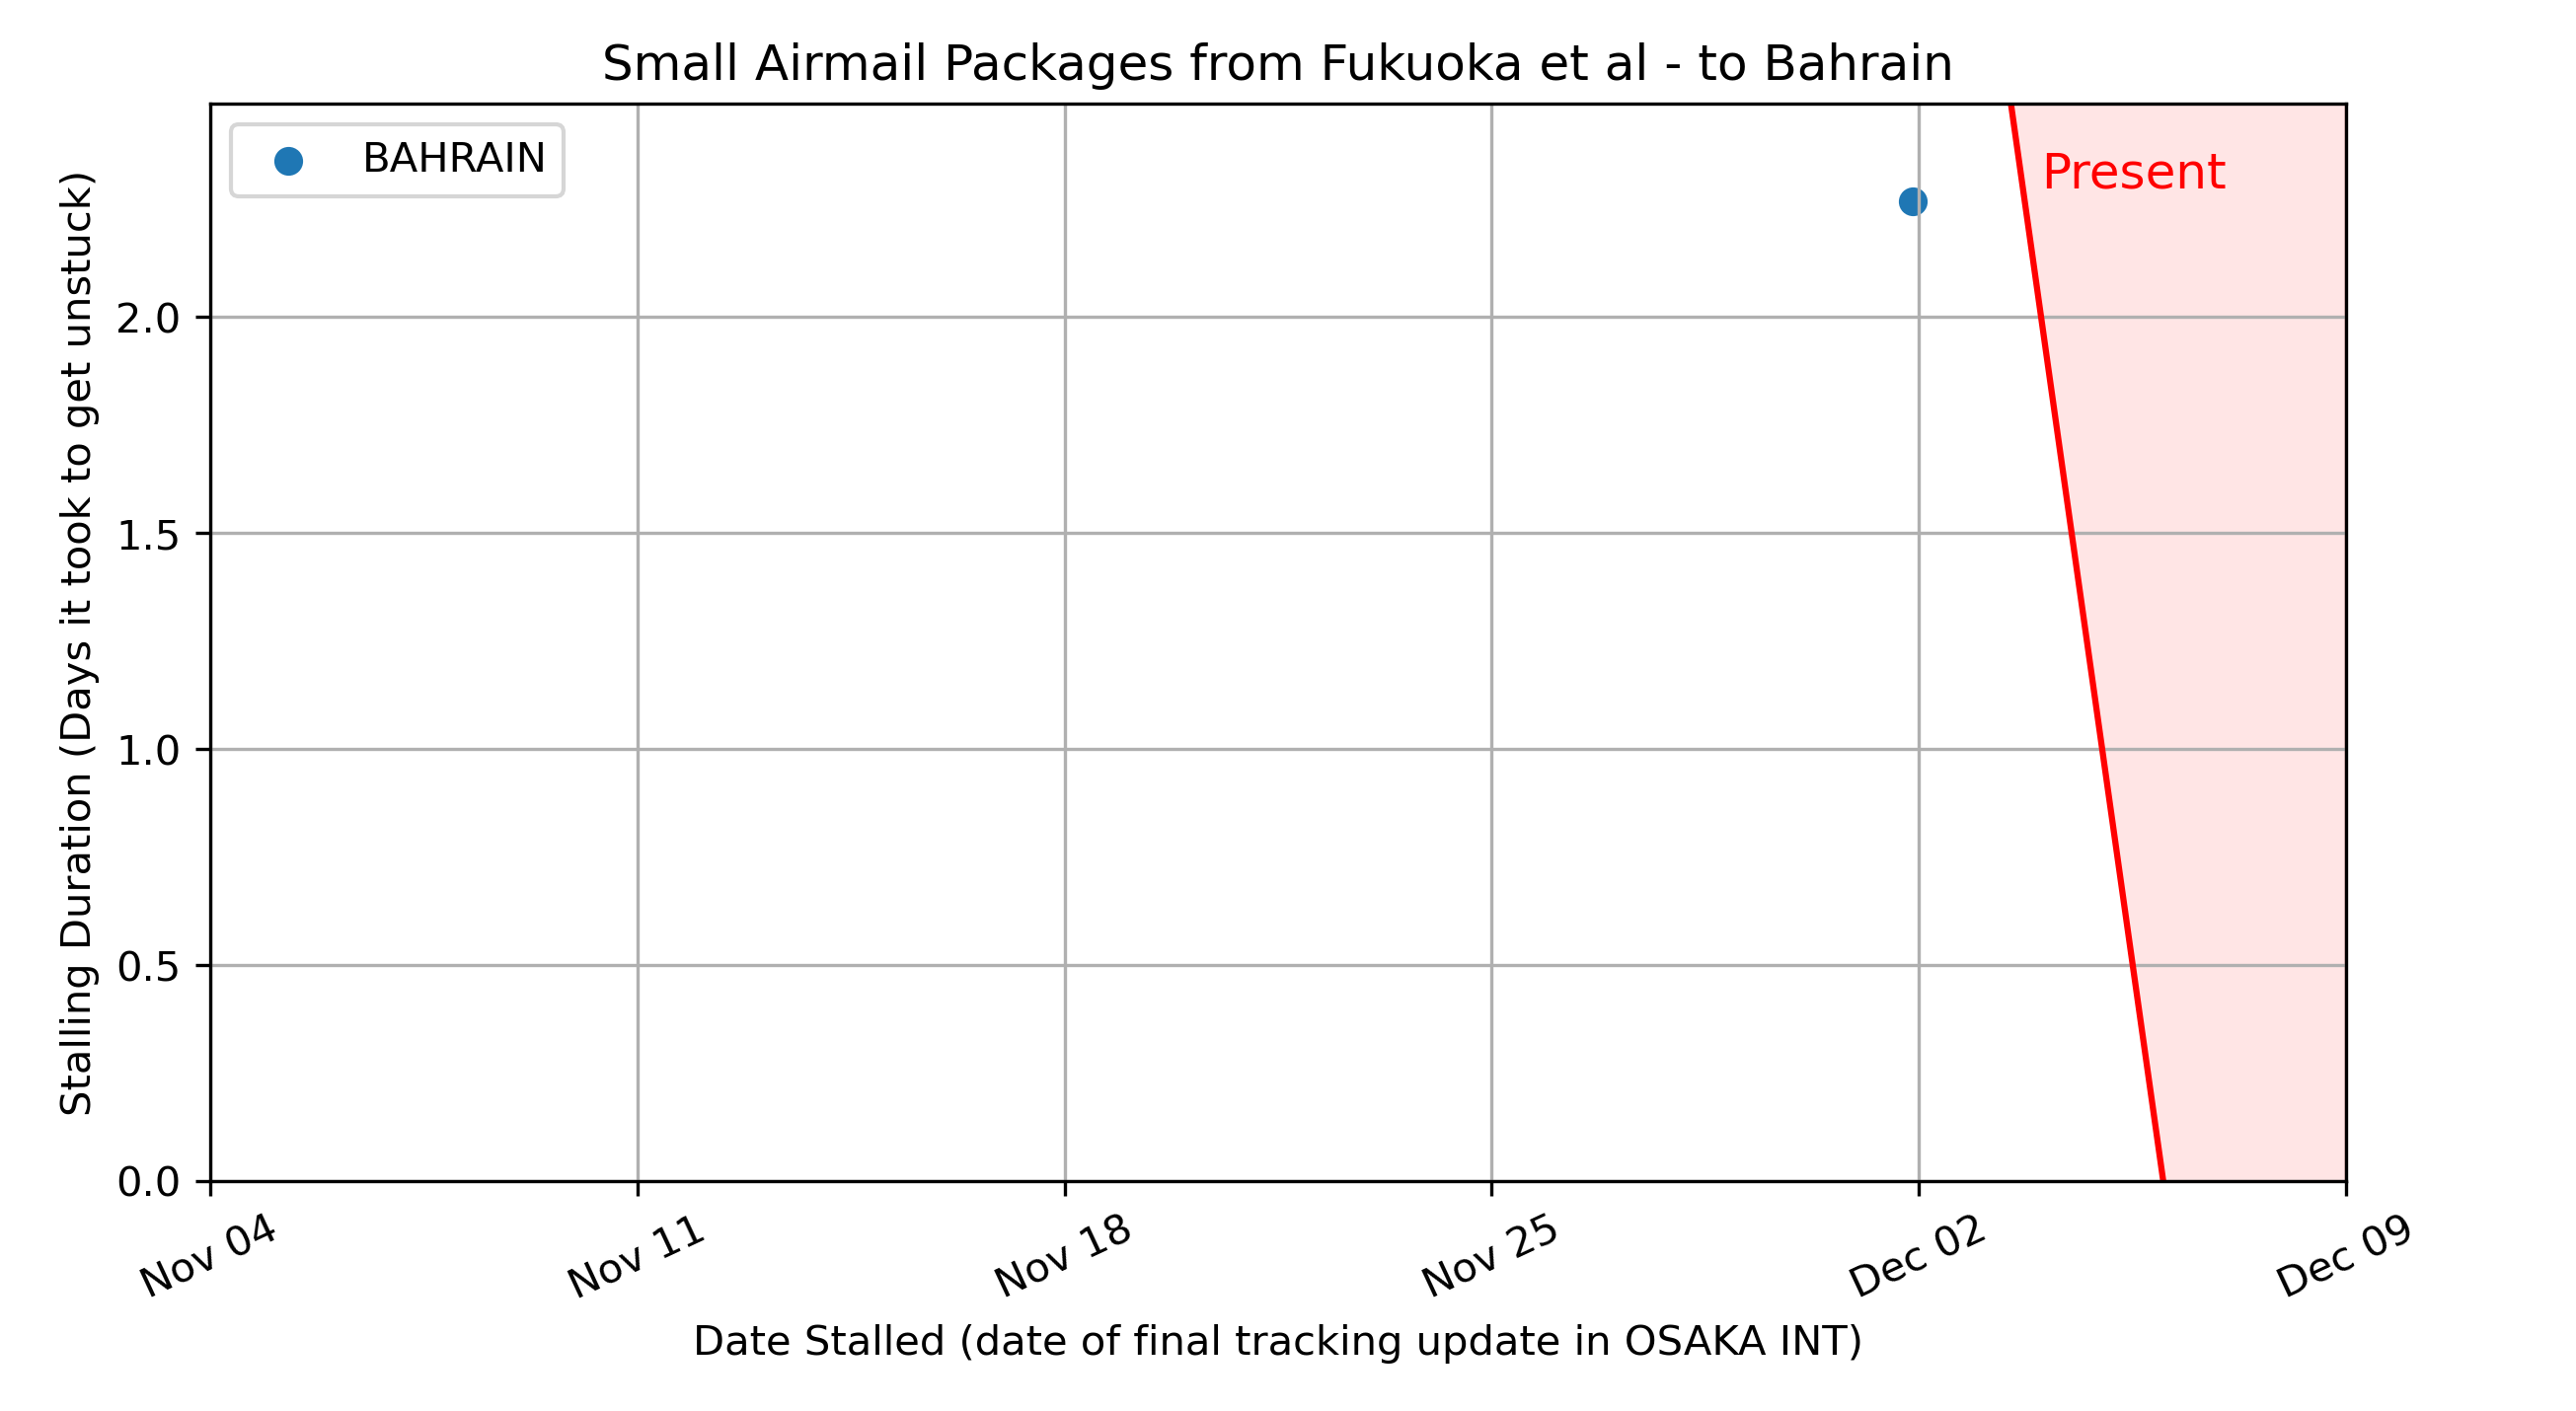 Small Airmail Packages from Fukuoka et al - to Bahrain
BAHRAIN
Present
Stalling Duration (Days it took to get unstuck)
2.0
1.5
1.0
0.5
0.0
Nov 04
Nov 11
Nov 18
Nov 25
Dec 02
Dec 09
Date Stalled (date of final tracking update in OSAKA INT)